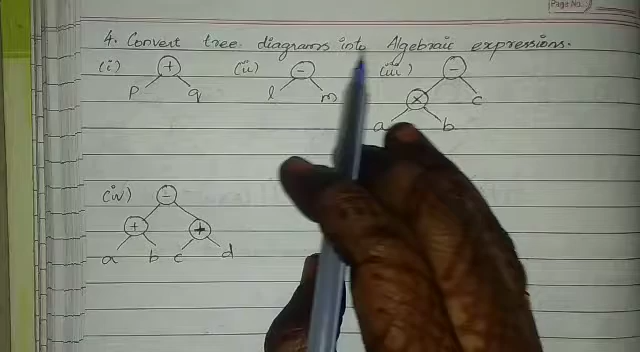 Page No.
4. Convert tree diagrams into Algebraic expressions.
(i) + (ii) - (iii) -
p q l m × c
a b
(iv)
+ +
a b c d